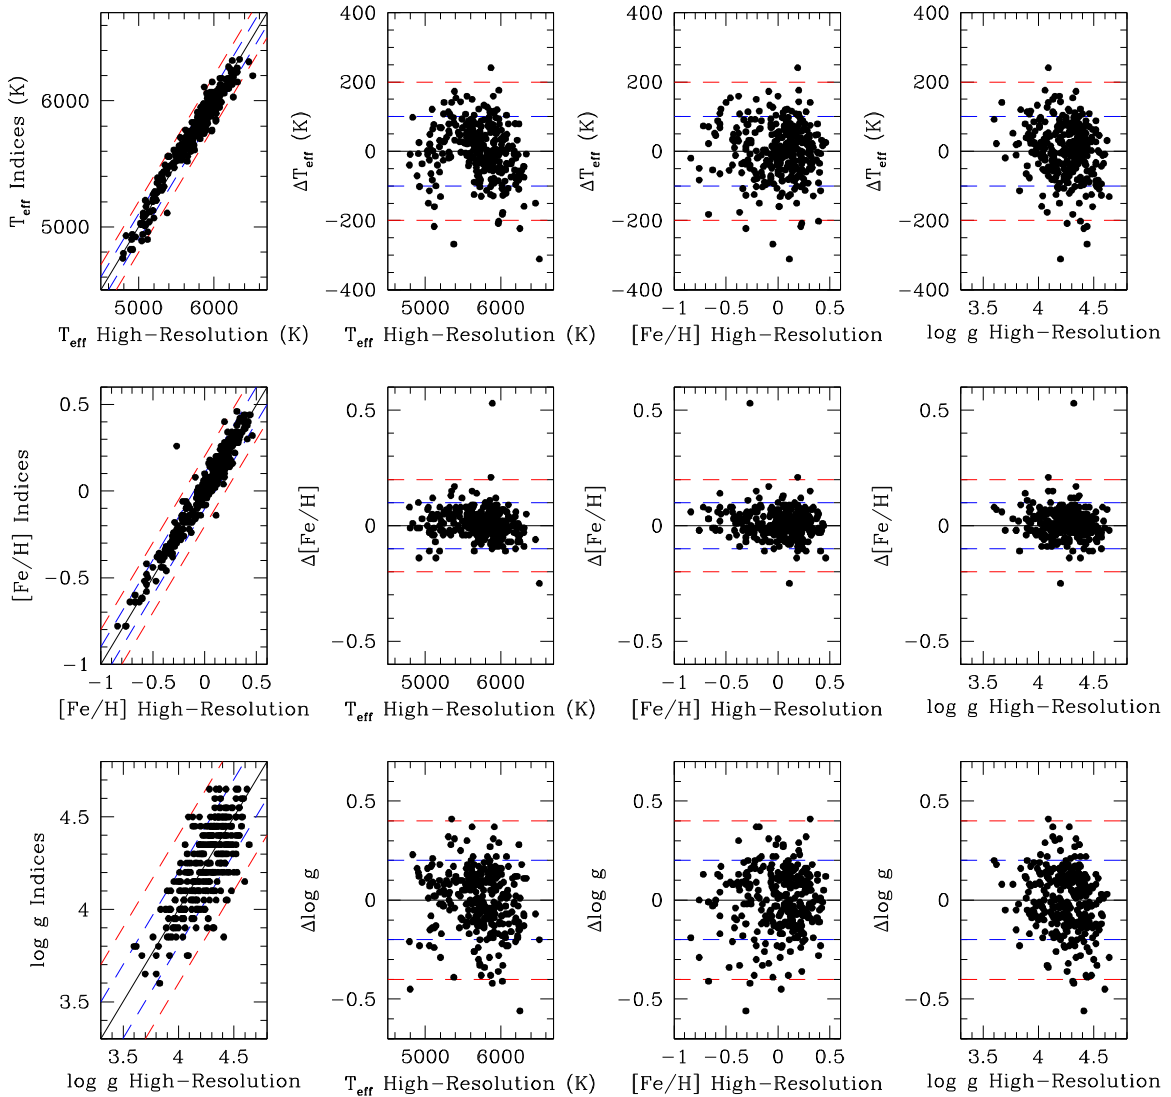 6000
5000
T_eff Indices (K)
5000 6000
T_eff High-Resolution (K)
400
200
0
−200
−400
ΔT_eff (K)
5000 6000
T_eff High-Resolution (K)
400
200
0
−200
−400
ΔT_eff (K)
−1 −0.5 0 0.5
[Fe/H] High-Resolution
400
200
0
−200
−400
ΔT_eff (K)
3.5 4 4.5
log g High-Resolution
0.5
0
−0.5
−1
[Fe/H] Indices
−1 −0.5 0 0.5
[Fe/H] High-Resolution
0.5
0
−0.5
Δ[Fe/H]
5000 6000
T_eff High-Resolution (K)
0.5
0
−0.5
Δ[Fe/H]
−1 −0.5 0 0.5
[Fe/H] High-Resolution
0.5
0
−0.5
Δ[Fe/H]
3.5 4 4.5
log g High-Resolution
4.5
4
3.5
log g Indices
3.5 4 4.5
log g High-Resolution
0.5
0
−0.5
Δlog g
5000 6000
T_eff High-Resolution (K)
0.5
0
−0.5
Δlog g
−1 −0.5 0 0.5
[Fe/H] High-Resolution
0.5
0
−0.5
Δlog g
3.5 4 4.5
log g High-Resolution